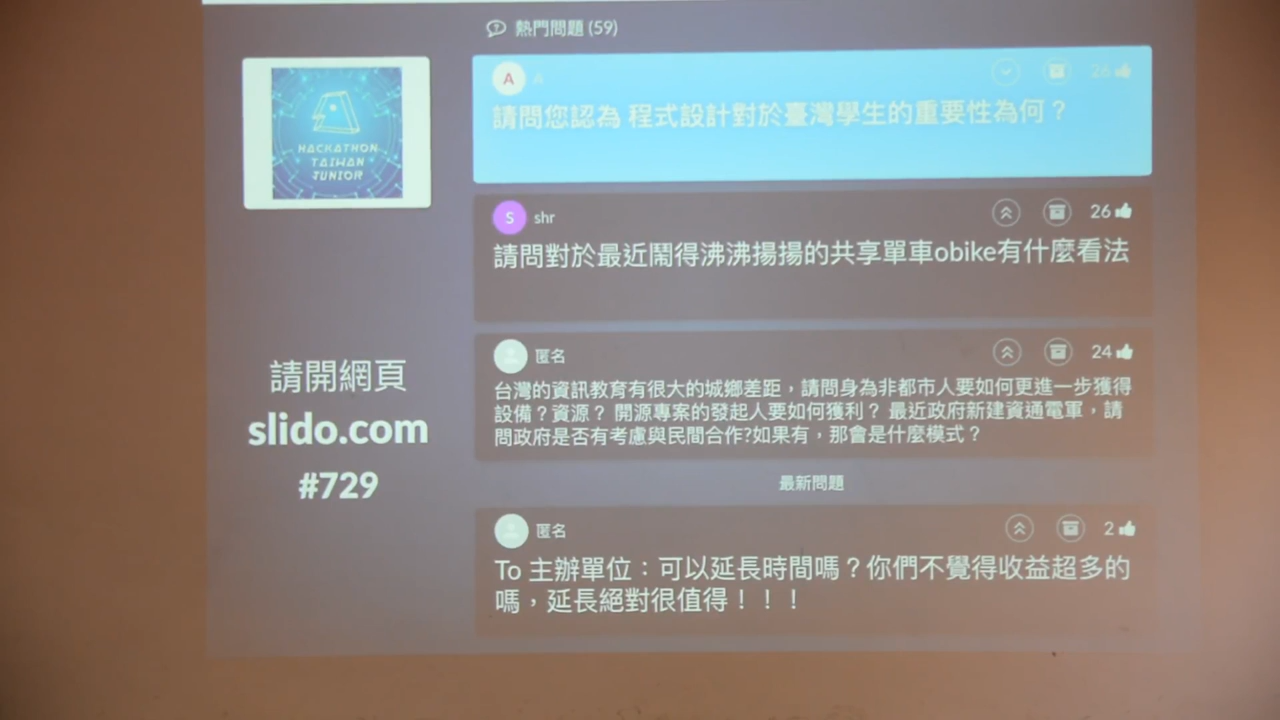 熱門問題 (59)
HACKATHON
TAIWAN
JUNIOR
請開網頁
slido.com
#729
A A 26
請問您認為 程式設計對於臺灣學生的重要性為何？
S shr 26
請問對於最近鬧得沸沸揚揚的共享單車obike有什麼看法
匿名 24
台灣的資訊教育有很大的城鄉差距，請問身為非都市人要如何更進一步獲得
設備？資源？ 開源專案的發起人要如何獲利？ 最近政府新建資通電軍，請
問政府是否有考慮與民間合作?如果有，那會是什麼模式？
最新問題
匿名 2
To 主辦單位：可以延長時間嗎？你們不覺得收益超多的
嗎，延長絕對很值得！！！